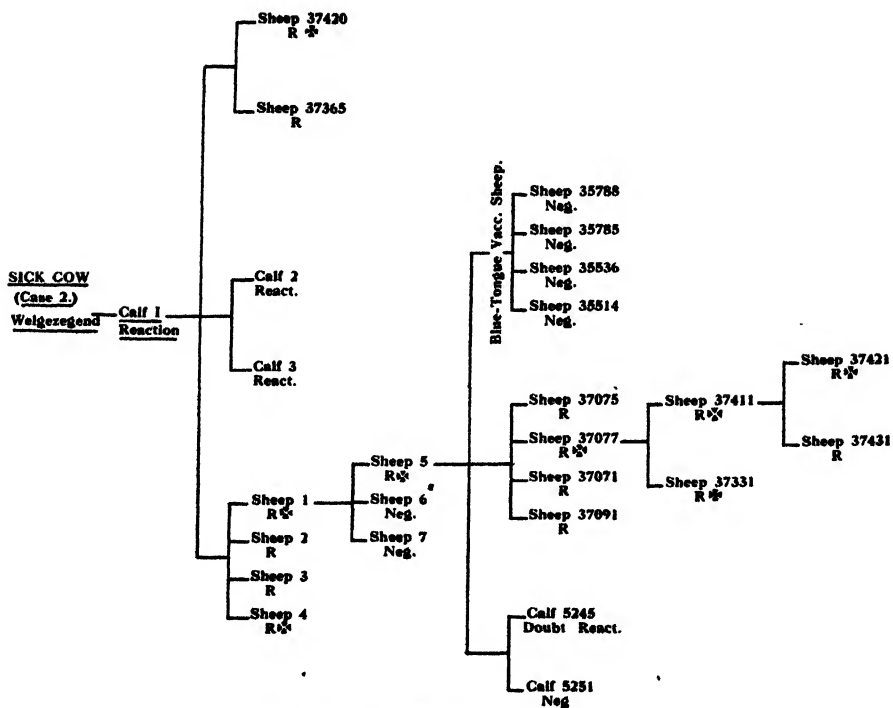 Sheep 37420
R ✠
Sheep 37365
R
SICK COW
(Case 2.)
Welgezegend
Calf I
Reaction
Calf 2
React.
Calf 3
React.
Sheep 1
R ✠
Sheep 2
R
Sheep 3
R
Sheep 4
R ✠
Sheep 5
R ✠
Sheep 6
Neg.
Sheep 7
Neg.
Blue-Tongue Vacc. Sheep.
Sheep 35788
Neg.
Sheep 35785
Neg.
Sheep 35536
Neg.
Sheep 35514
Neg.
Sheep 37075
R
Sheep 37077
R ✠
Sheep 37071
R
Sheep 37091
R
Calf 5245
Doubt React.
Calf 5251
Neg
Sheep 37411
R ✠
Sheep 37331
R ✠
Sheep 37421
R ✠
Sheep 37431
R